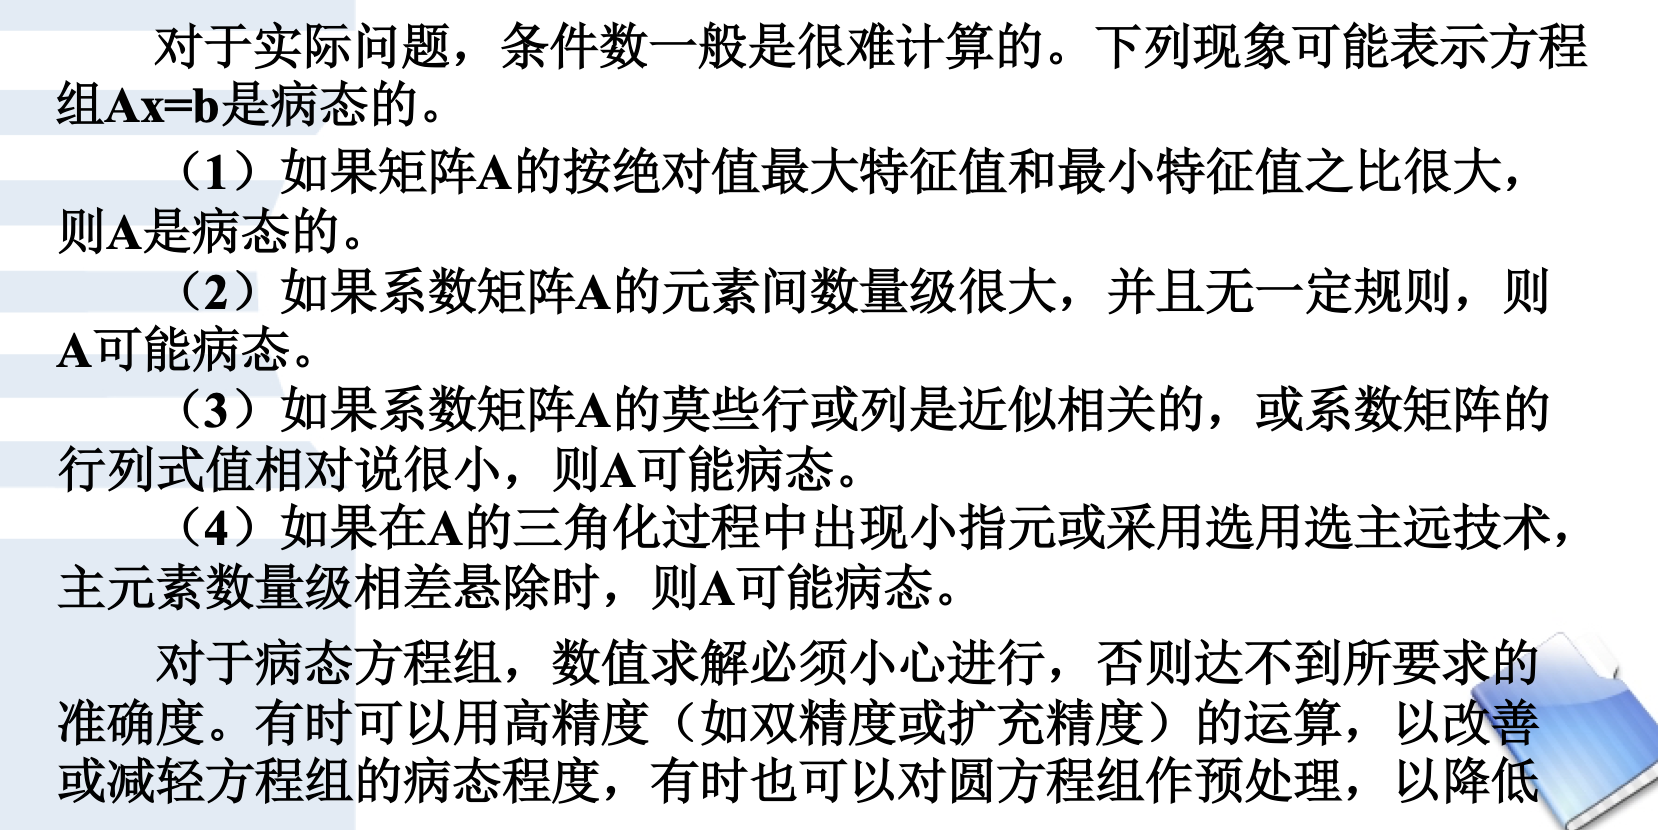 对于实际问题，条件数一般是很难计算的。下列现象可能表示方程
组Ax=b是病态的。
（1）如果矩阵A的按绝对值最大特征值和最小特征值之比很大，
则A是病态的。
（2）如果系数矩阵A的元素间数量级很大，并且无一定规则，则
A可能病态。
（3）如果系数矩阵A的莫些行或列是近似相关的，或系数矩阵的
行列式值相对说很小，则A可能病态。
（4）如果在A的三角化过程中出现小指元或采用选用选主远技术，
主元素数量级相差悬除时，则A可能病态。
对于病态方程组，数值求解必须小心进行，否则达不到所要求的
准确度。有时可以用高精度（如双精度或扩充精度）的运算，以改善
或减轻方程组的病态程度，有时也可以对圆方程组作预处理，以降低